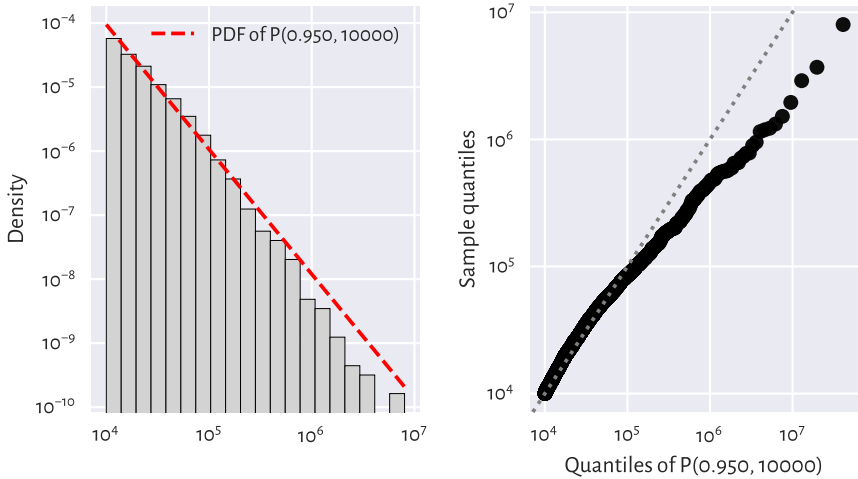 10⁻⁴
10⁻⁵
10⁻⁶
10⁻⁷
10⁻⁸
10⁻⁹
10⁻¹⁰
Density
PDF of P(0.950, 10000)
10⁴ 10⁵ 10⁶ 10⁷
10⁷
10⁶
10⁵
10⁴
Sample quantiles
10⁴ 10⁵ 10⁶ 10⁷
Quantiles of P(0.950, 10000)